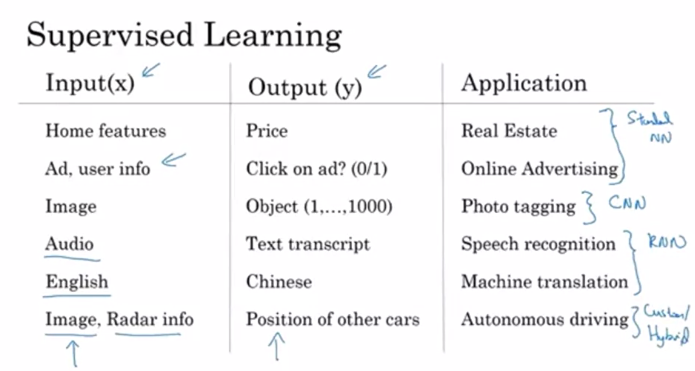 Supervised Learning
Input(x) Output (y) Application
Home features Price Real Estate
Standard
NN
Ad, user info Click on ad? (0/1) Online Advertising
Image Object (1,…,1000) Photo tagging CNN
Audio Text transcript Speech recognition RNN
English Chinese Machine translation
Image, Radar info Position of other cars Autonomous driving Custom/
Hybrid